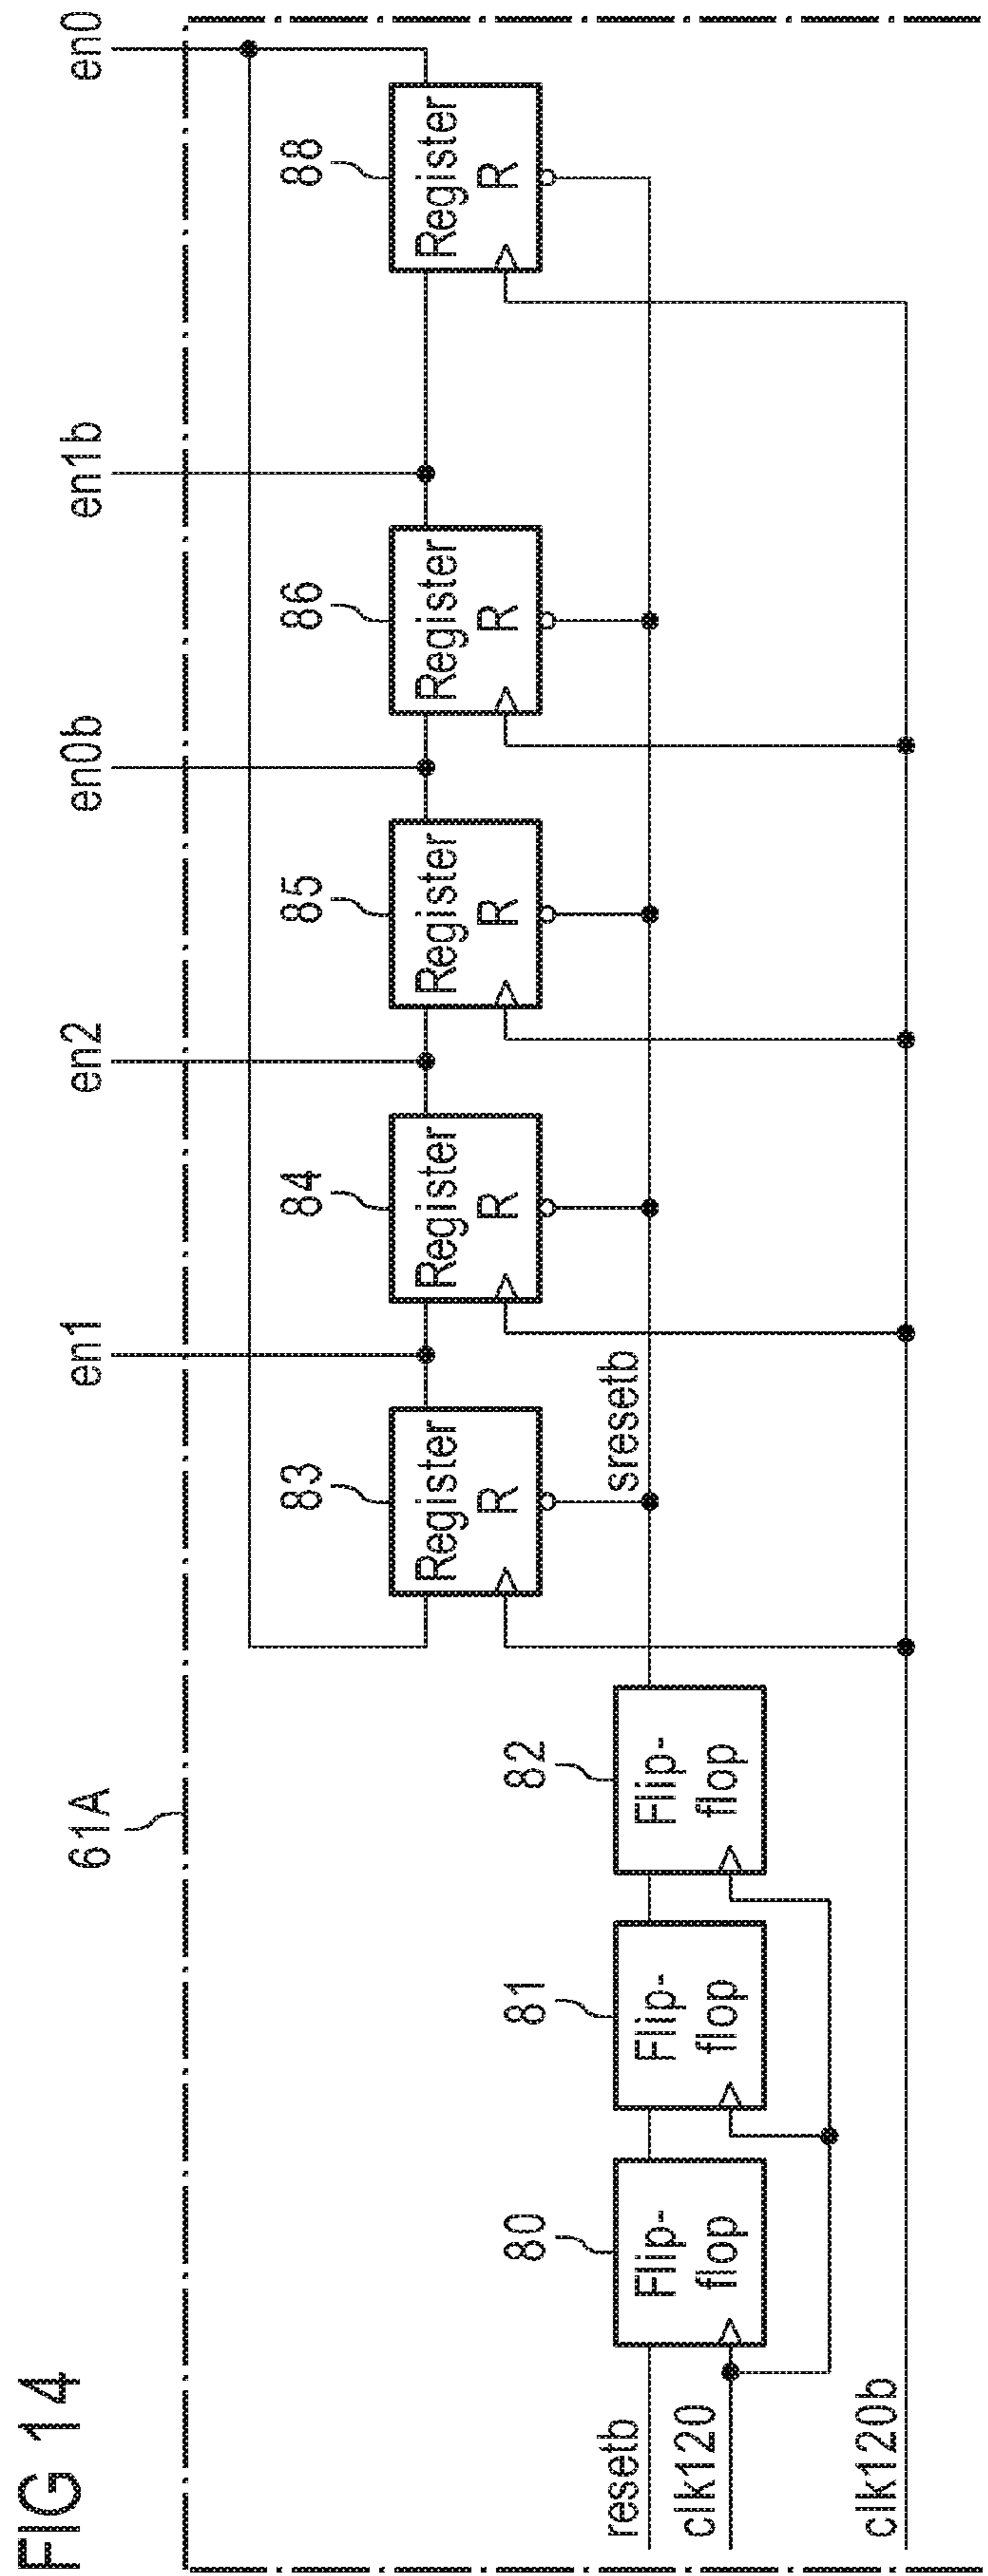 FIG 14
61A
en1
en2
en0b
en1b
en0
83
84
85
86
88
Register
R
Register
R
Register
R
Register
R
Register
R
sresetb
80
81
82
Flip-
flop
Flip-
flop
Flip-
flop
resetb
clk120
clk120b